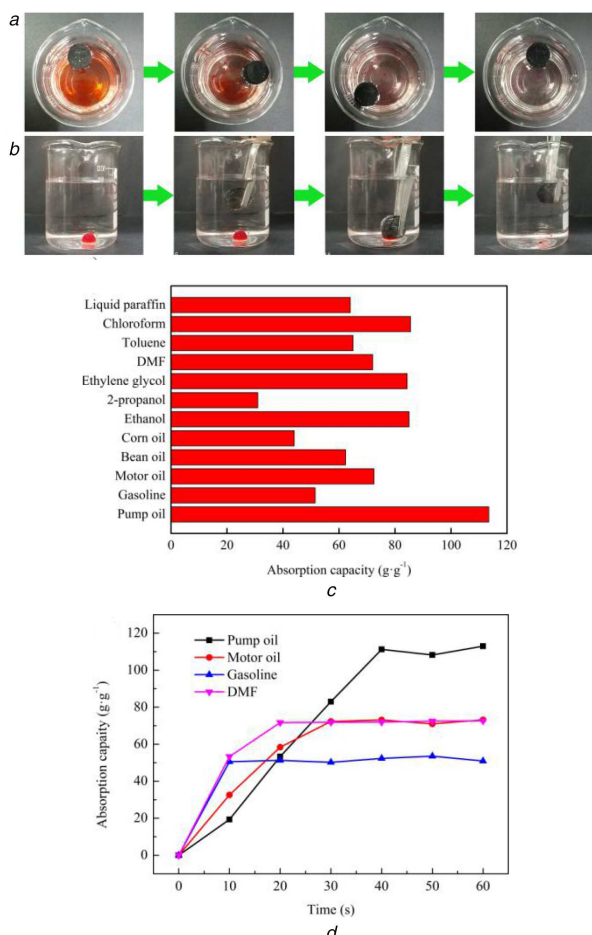 a
b
Liquid paraffin
Chloroform
Toluene
DMF
Ethylene glycol
2-propanol
Ethanol
Corn oil
Bean oil
Motor oil
Gasoline
Pump oil
0 20 40 60 80 100 120
Absorption capacity (g·g⁻¹)
c
120
100
80
60
40
20
0
Absorption capaity (g·g⁻¹)
Pump oil
Motor oil
Gasoline
DMF
0 10 20 30 40 50 60
Time (s)
d